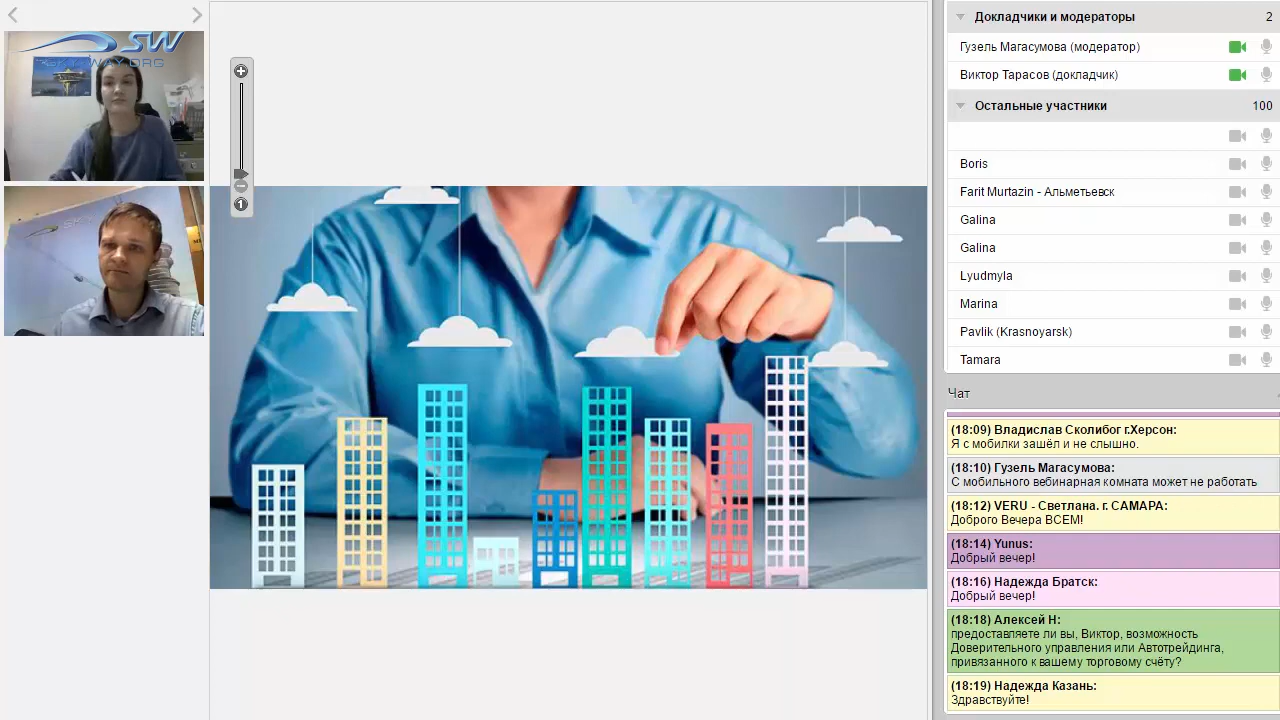 SW
SKYWAY.ORG
Докладчики и модераторы 2
Гузель Магасумова (модератор)
Виктор Тарасов (докладчик)
Остальные участники 100
Boris
Farit Murtazin - Альметьевск
Galina
Galina
Lyudmyla
Marina
Pavlik (Krasnoyarsk)
Tamara
Чат
(18:09) Владислав Сколибог г.Херсон:
Я с мобилки зашёл и не слышно.
(18:10) Гузель Магасумова:
С мобильного вебинарная комната может не работать
(18:12) VERU - Светлана. г. САМАРА:
Доброго Вечера ВСЕМ!
(18:14) Yunus:
Добрый вечер!
(18:16) Надежда Братск:
Добрый вечер!
(18:18) Алексей Н:
предоставляете ли вы, Виктор, возможность
Доверительного управления или Автотрейдинга,
привязанного к вашему торговому счёту?
(18:19) Надежда Казань:
Здравствуйте!